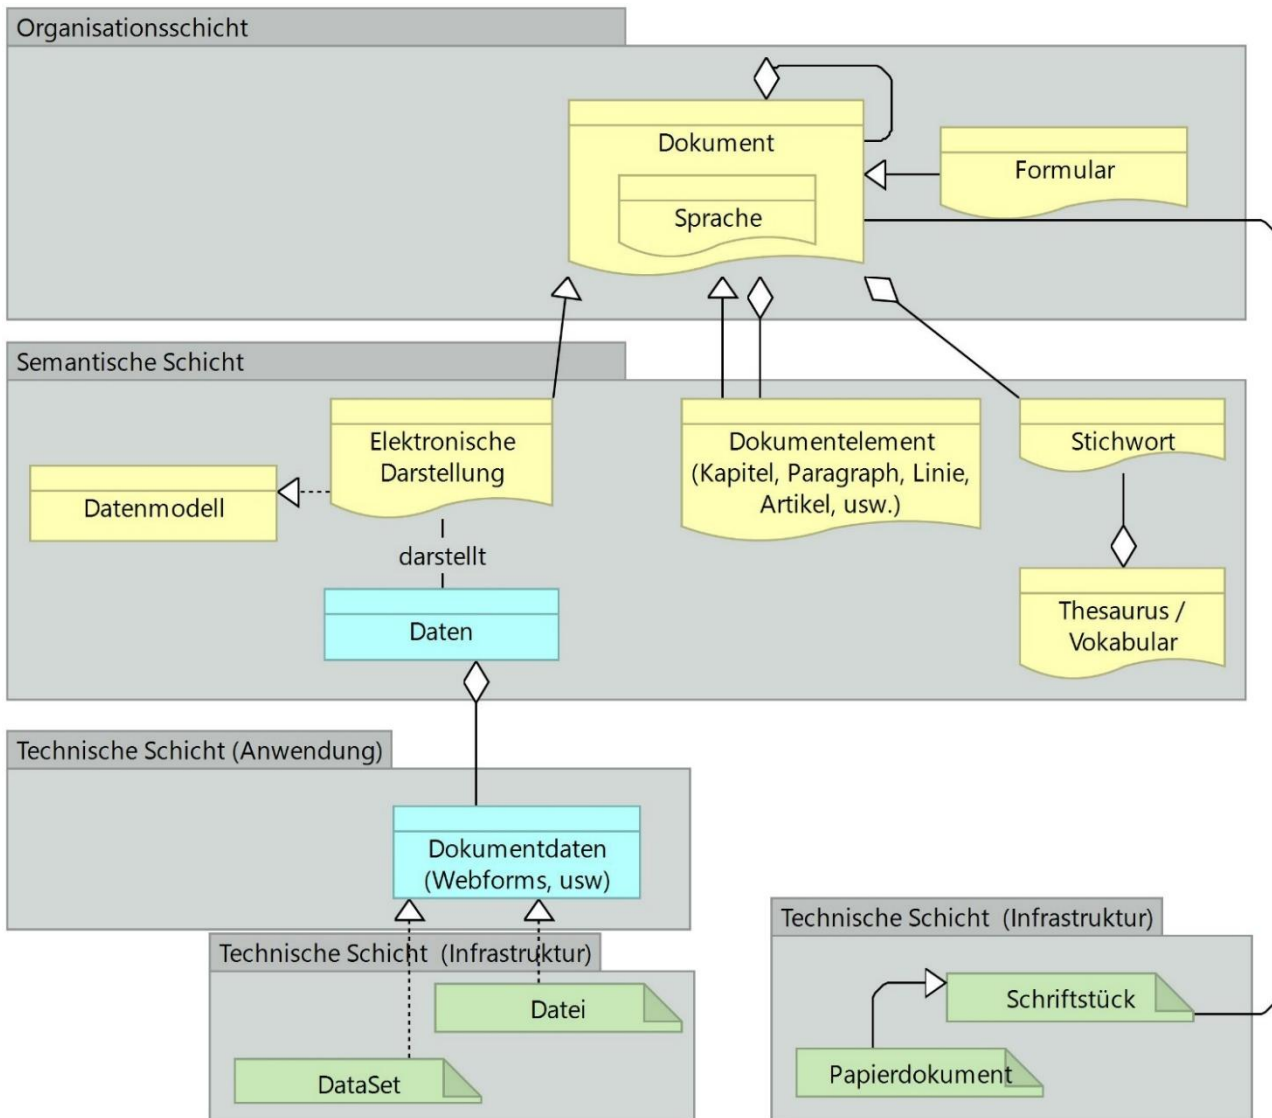 Organisationsschicht
Dokument
Formular
Sprache
Semantische Schicht
Elektronische
Darstellung
Dokumentelement
(Kapitel, Paragraph, Linie,
Artikel, usw.)
Stichwort
Datenmodell
darstellt
Daten
Thesaurus /
Vokabular
Technische Schicht (Anwendung)
Dokumentdaten
(Webforms, usw)
Technische Schicht  (Infrastruktur)
Datei
DataSet
Technische Schicht  (Infrastruktur)
Schriftstück
Papierdokument